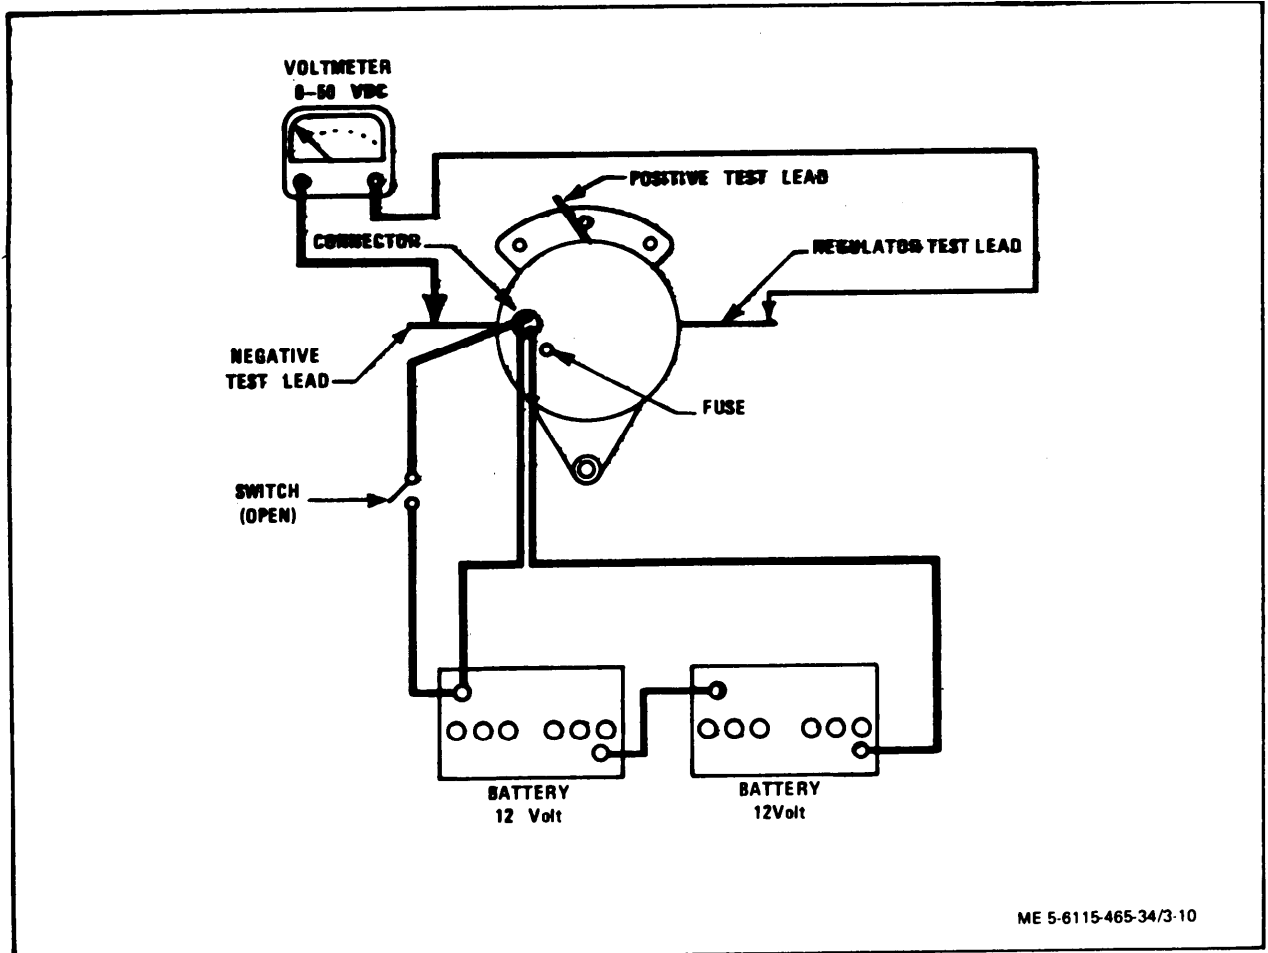 VOLTMETER
0-50 VDC
POSITIVE TEST LEAD
CONNECTOR
REGULATOR TEST LEAD
NEGATIVE
TEST LEAD
FUSE
SWITCH
(OPEN)
BATTERY
12 Volt
BATTERY
12Volt
ME 5-6115-465-34/3-10